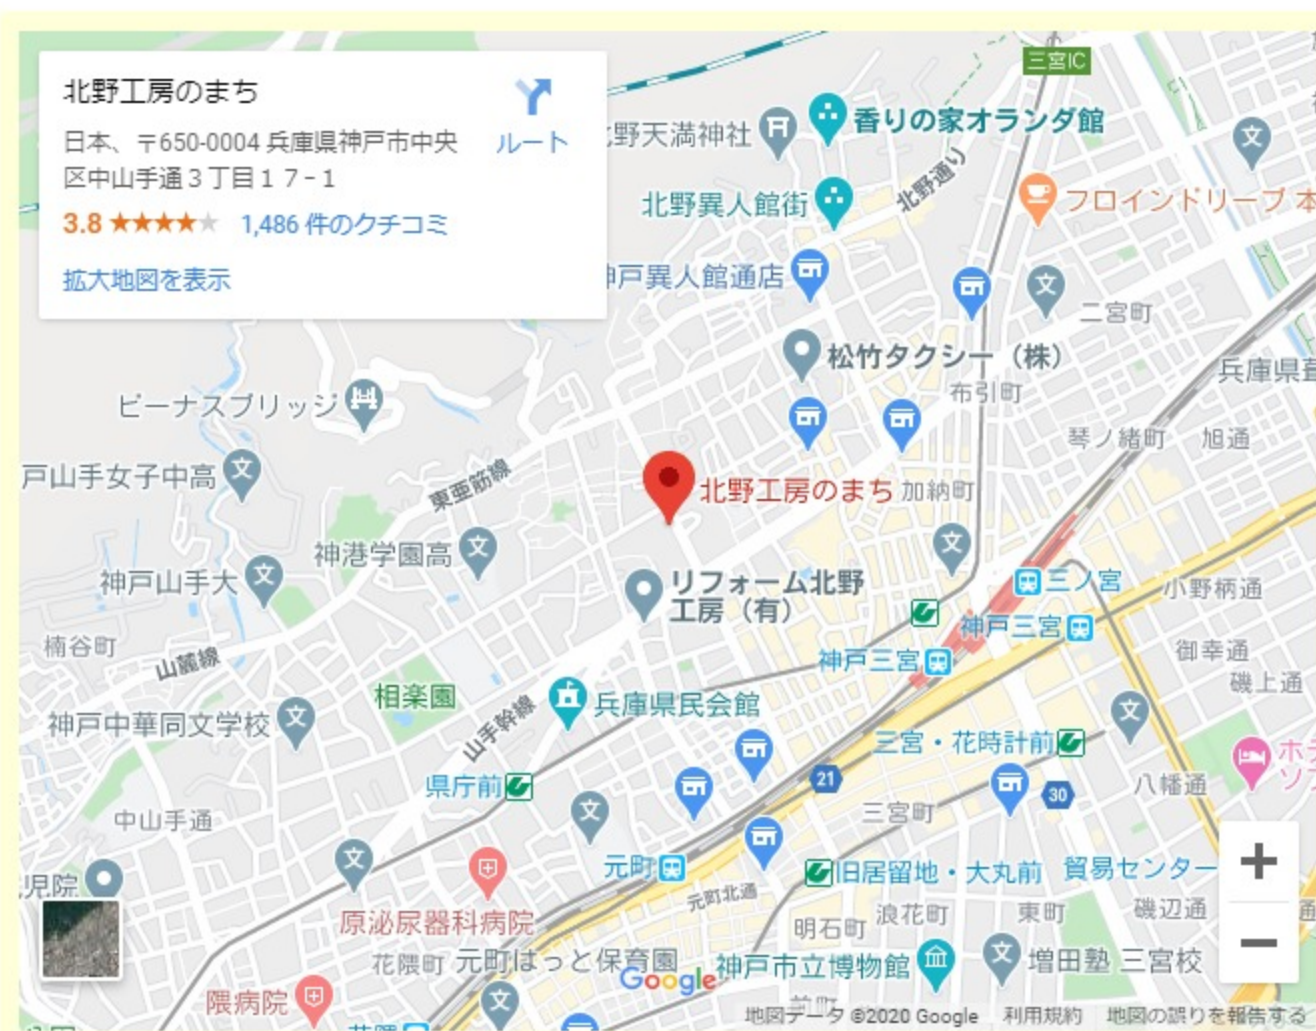 北野工房のまち
日本、〒650-0004 兵庫県神戸市中央
区中山手通３丁目１７−１
ルート
3.8 ★★★★★ 1,486 件のクチコミ
拡大地図を表示
三宮IC
野天満神社
香りの家オランダ館
北野異人館街
北野通り
フロインドリーブ 本
戸異人館通店
二宮町
松竹タクシー（株）
兵庫県
布引町
ビーナスブリッジ
琴ノ緒町
旭通
戸山手女子中高
東亜筋線
北野工房のまち
加納町
神港学園高
神戸山手大
リフォーム北野
工房（有）
三ノ宮
小野柄通
神戸三宮
楠谷町
山麓線
神戸三宮
御幸通
磯上通
相楽園
兵庫県民会館
神戸中華同文学校
山手幹線
三宮・花時計前
県庁前
21
30
八幡通
中山手通
三宮町
元町
旧居留地・大丸前
貿易センター
児院
元町北通
原泌尿器科病院
明石町
浪花町
東町
磯辺通
花隈町
元町はっと保育園
Google
神戸市立博物館
増田塾 三宮校
隈病院
地図データ ©2020 Google
利用規約
地図の誤りを報告する